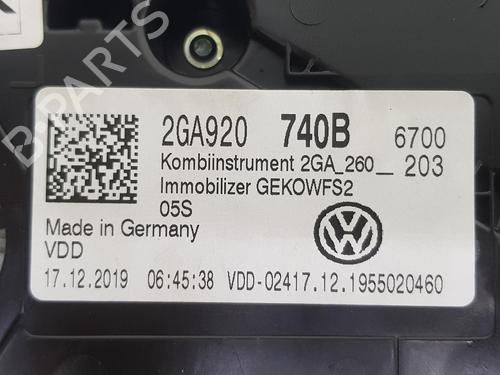 2GA920 740B 6700
Kombiinstrument 2GA_260__ 203
Immobilizer GEKOWFS2
05S
Made in Germany
VDD
17.12.2019 06:45:38 VDD-02417.12.1955020460
B PARTS